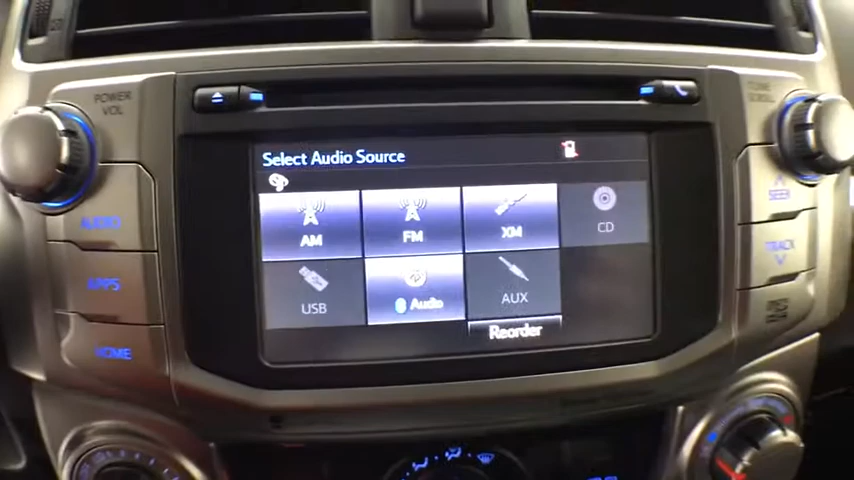 POWER
VOL
TUNE
SCROLL
Select Audio Source
AM
FM
XM
CD
USB
Audio
AUX
Reorder
AUDIO
APPS
HOME
SEEK
TRACK